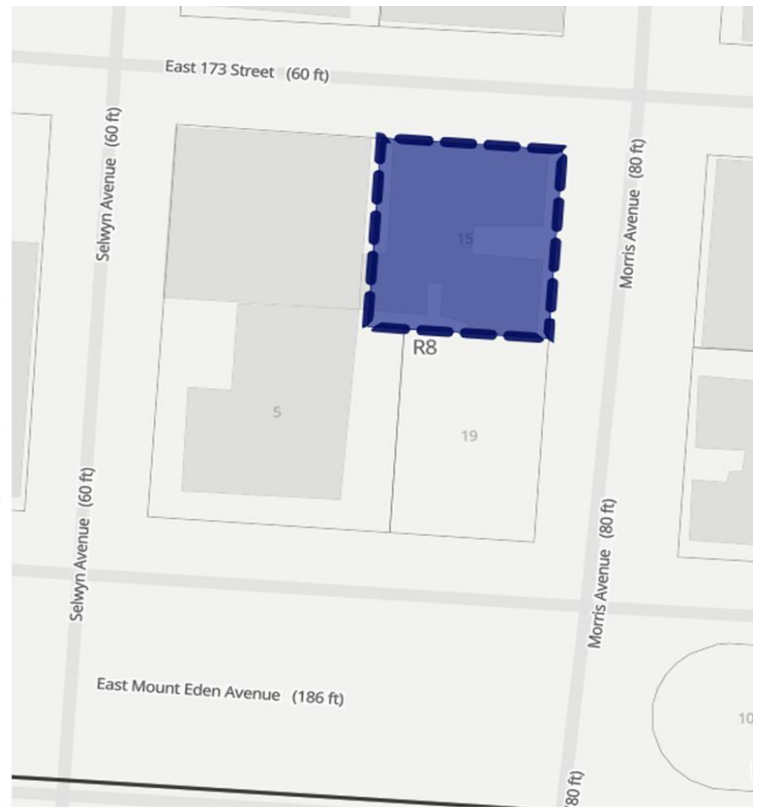 East 173 Street (60 ft)
Selwyn Avenue (60 ft)
Morris Avenue (80 ft)
15
R8
5
19
Selwyn Avenue (60 ft)
Morris Avenue (80 ft)
East Mount Eden Avenue (186 ft)
10
80 ft)